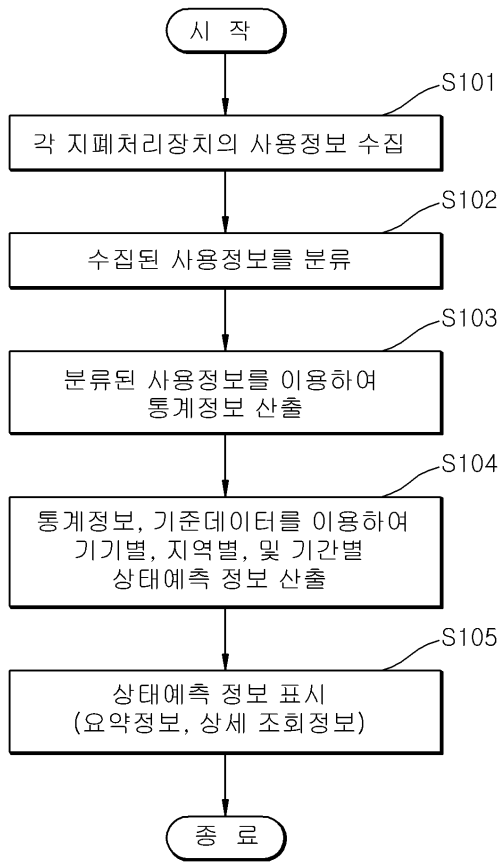 시 작
S101
각 지폐처리장치의 사용정보 수집
S102
수집된 사용정보를 분류
S103
분류된 사용정보를 이용하여
통계정보 산출
S104
통계정보, 기준데이터를 이용하여
기기별, 지역별, 및 기간별
상태예측 정보 산출
S105
상태예측 정보 표시
(요약정보, 상세 조회정보)
종 료